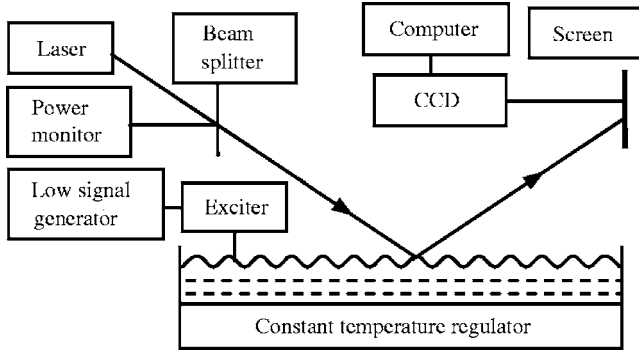 Laser
Beam
splitter
Computer
Screen
Power
monitor
CCD
Low signal
generator
Exciter
Constant temperature regulator